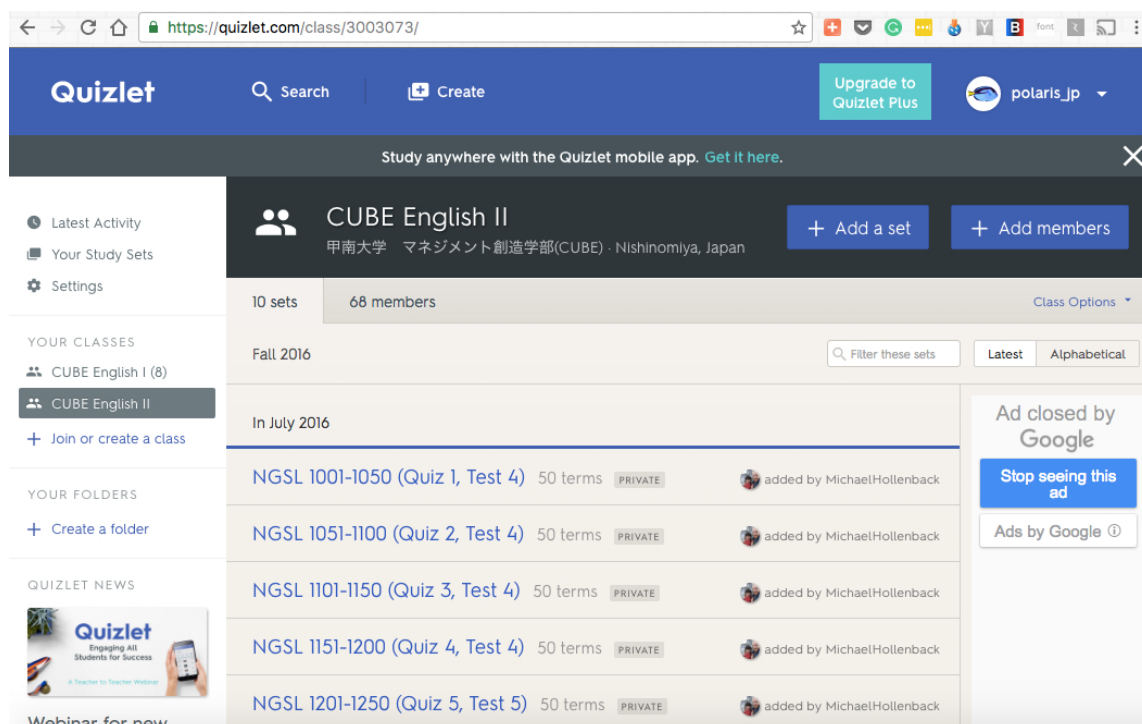 https://quizlet.com/class/3003073/
Quizlet
Search
Create
Upgrade to
Quizlet Plus
polaris_jp
Study anywhere with the Quizlet mobile app. Get it here.
Latest Activity
Your Study Sets
Settings
YOUR CLASSES
CUBE English I (8)
CUBE English II
+ Join or create a class
YOUR FOLDERS
+ Create a folder
QUIZLET NEWS
Quizlet
Engaging All
Students for Success
A Teacher to Teacher Webinar
Webinar for new
CUBE English II
甲南大学 マネジメント創造学部(CUBE) · Nishinomiya, Japan
+ Add a set
+ Add members
10 sets
68 members
Class Options
Fall 2016
Filter these sets
Latest
Alphabetical
In July 2016
NGSL 1001-1050 (Quiz 1, Test 4) 50 terms PRIVATE added by MichaelHollenback
NGSL 1051-1100 (Quiz 2, Test 4) 50 terms PRIVATE added by MichaelHollenback
NGSL 1101-1150 (Quiz 3, Test 4) 50 terms PRIVATE added by MichaelHollenback
NGSL 1151-1200 (Quiz 4, Test 4) 50 terms PRIVATE added by MichaelHollenback
NGSL 1201-1250 (Quiz 5, Test 5) 50 terms PRIVATE added by MichaelHollenback
Ad closed by
Google
Stop seeing this
ad
Ads by Google